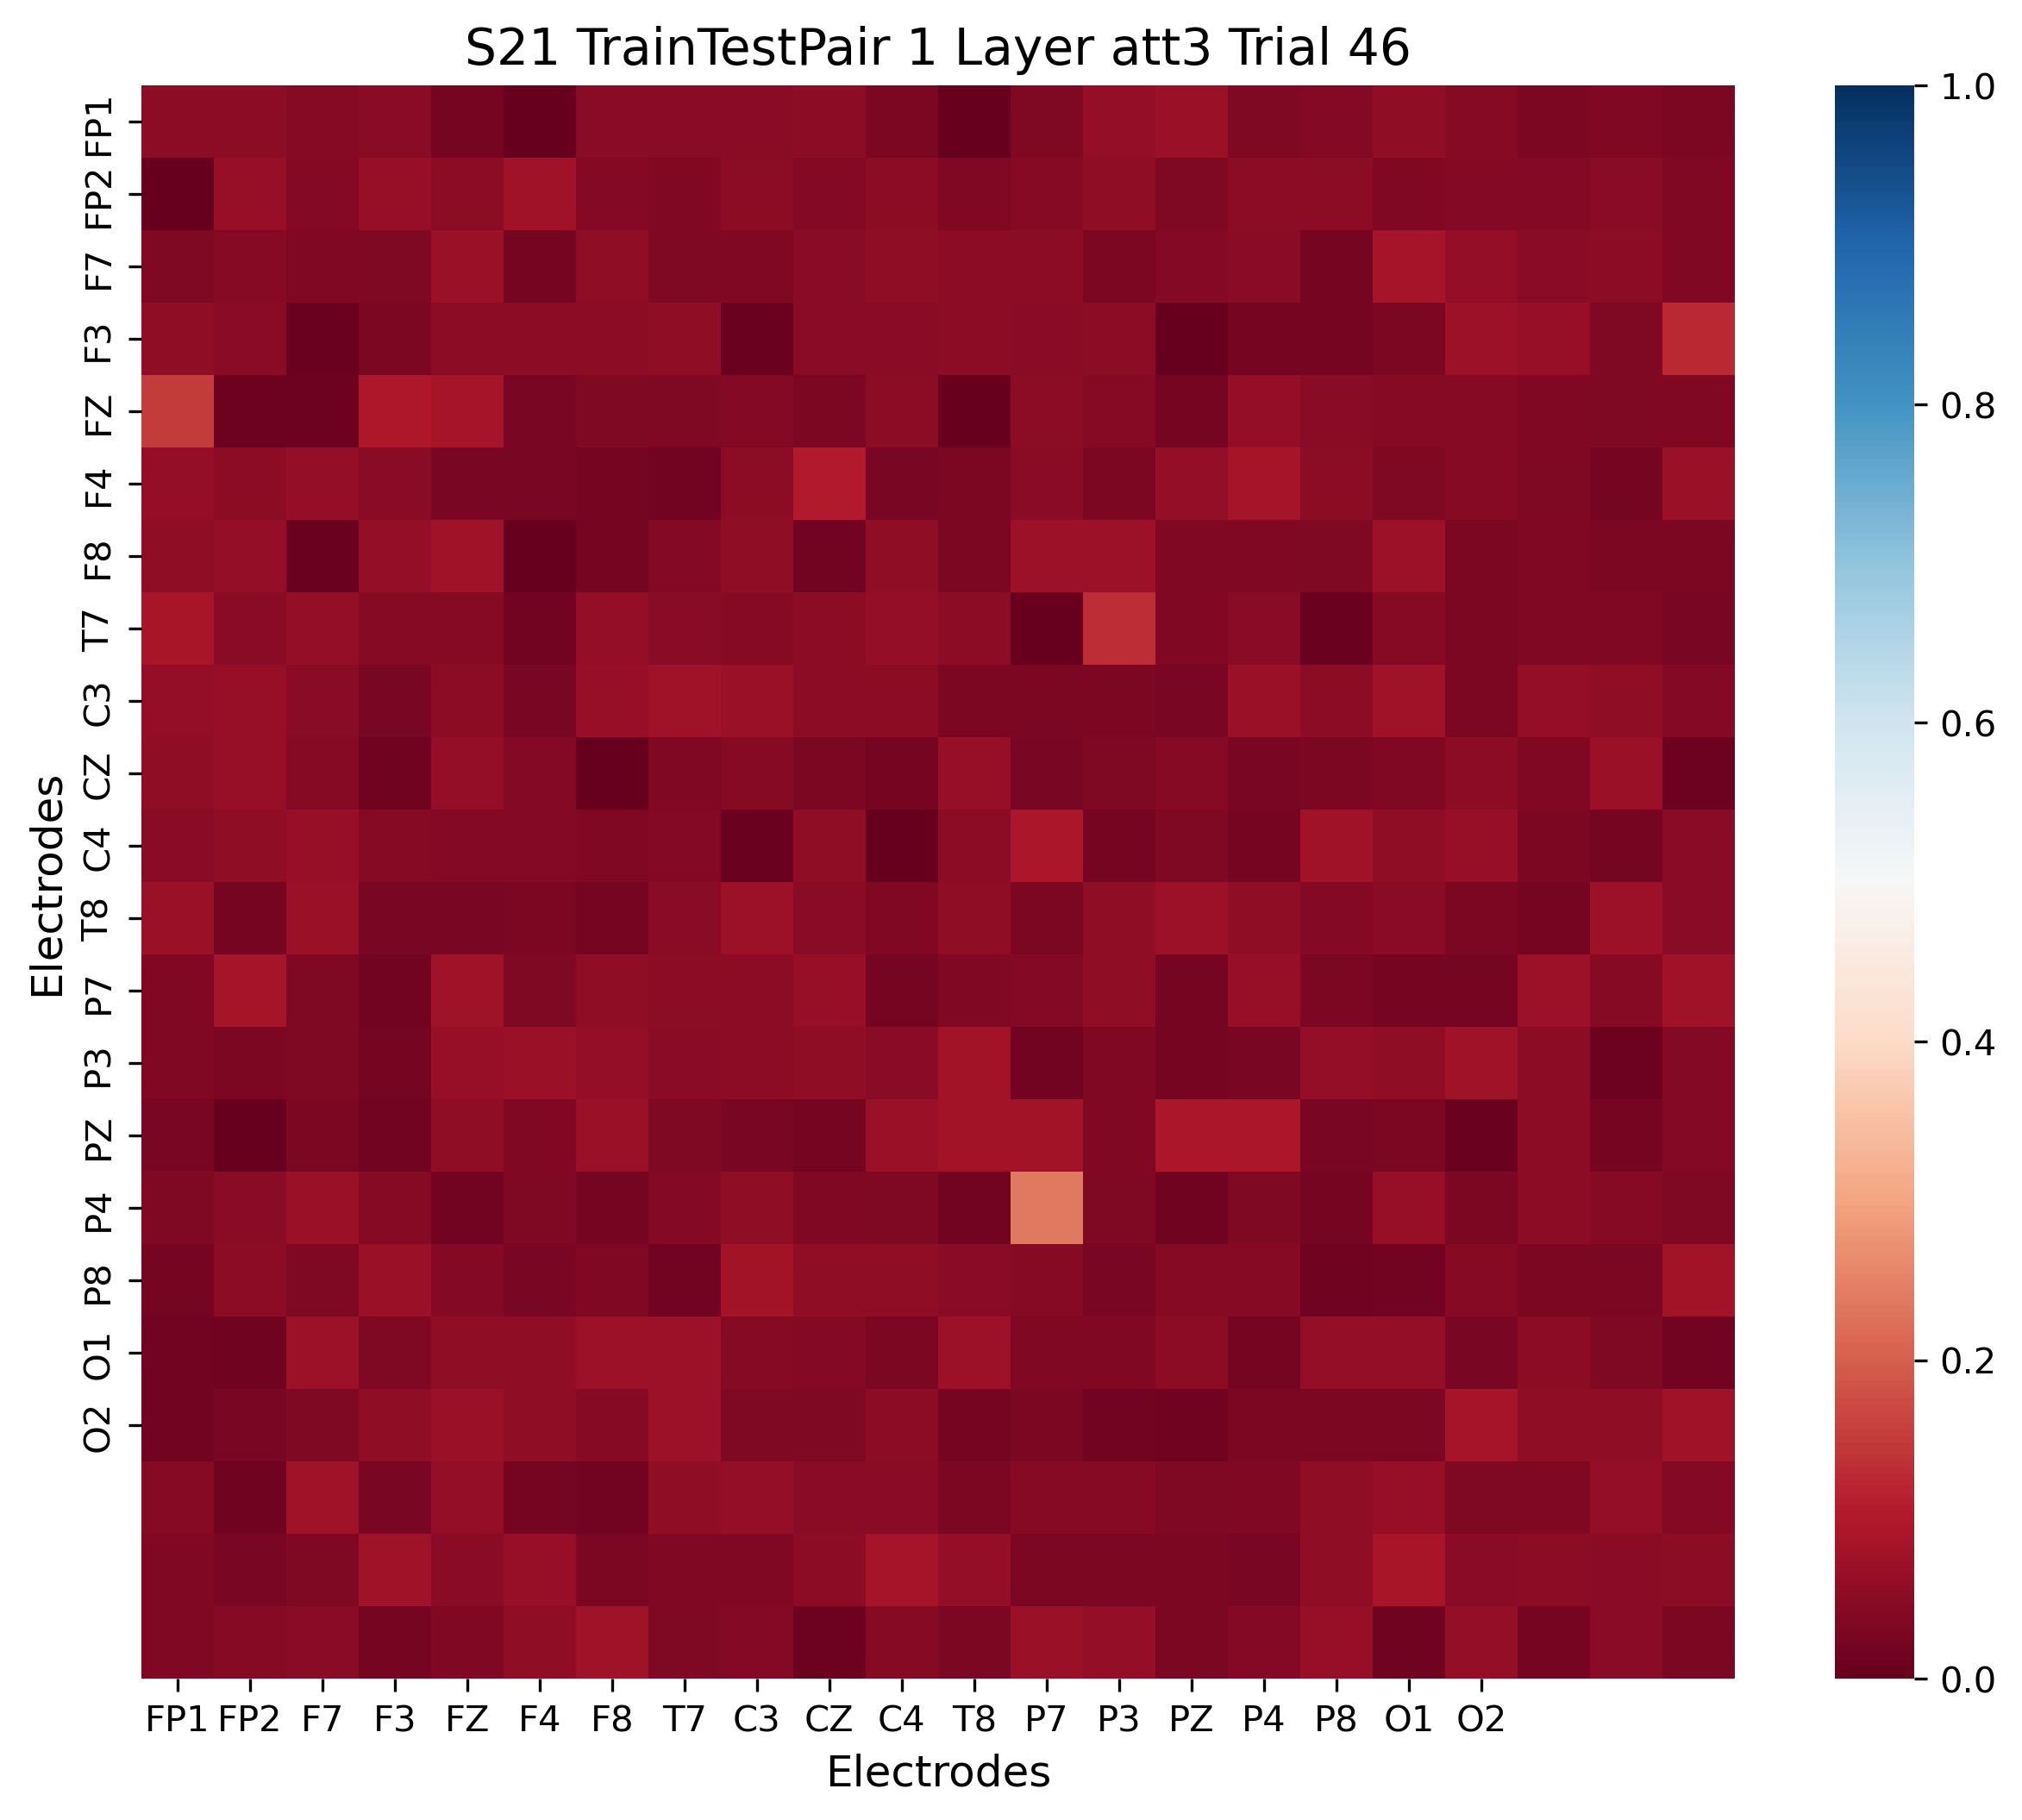 S21 TrainTestPair 1 Layer att3 Trial 46
Electrodes
FP1
FP2
F7
F3
FZ
F4
F8
T7
C3
CZ
C4
T8
P7
P3
PZ
P4
P8
O1
O2
1.0
0.8
0.6
0.4
0.2
0.0
FP1 FP2 F7 F3 FZ F4 F8 T7 C3 CZ C4 T8 P7 P3 PZ P4 P8 O1 O2
Electrodes